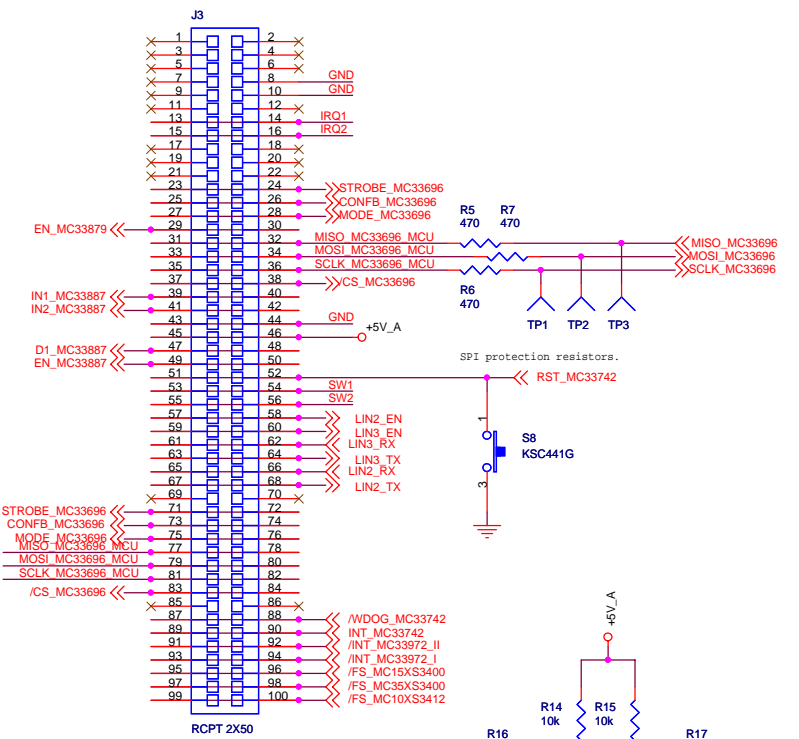 J3
1 2
3 4
5 6
7 8 GND
9 10 GND
11 12
13 14 IRQ1
15 16 IRQ2
17 18
19 20
21 22
23 24 STROBE_MC33696
25 26 CONFB_MC33696
27 28 MODE_MC33696
R5 R7
470 470
EN_MC33879 29 30
31 32 MISO_MC33696_MCU MISO_MC33696
33 34 MOSI_MC33696_MCU MOSI_MC33696
35 36 SCLK_MC33696_MCU SCLK_MC33696
37 38 /CS_MC33696
R6
470
IN1_MC33887 39 40
IN2_MC33887 41 42
43 44 GND
TP1 TP2 TP3
45 46 +5V_A
D1_MC33887 47 48
EN_MC33887 49 50
SPI protection resistors.
51 52 RST_MC33742
53 54 SW1
55 56 SW2
57 58 LIN2_EN
59 60 LIN3_EN
61 62 LIN3_RX
63 64 LIN3_TX
65 66 LIN2_RX
67 68 LIN2_TX
1
S8
KSC441G
3
69 70
STROBE_MC33696 71 72
CONFB_MC33696 73 74
MODE_MC33696 75 76
MISO_MC33696_MCU 77 78
MOSI_MC33696_MCU 79 80
SCLK_MC33696_MCU 81 82
/CS_MC33696 83 84
85 86
87 88 /WDOG_MC33742
89 90 INT_MC33742
91 92 /INT_MC33972_II
93 94 /INT_MC33972_I
95 96 /FS_MC15XS3400
97 98 /FS_MC35XS3400
99 100 /FS_MC10XS3412
RCPT 2X50
+5V_A
R14 R15
10k 10k
R16 R17